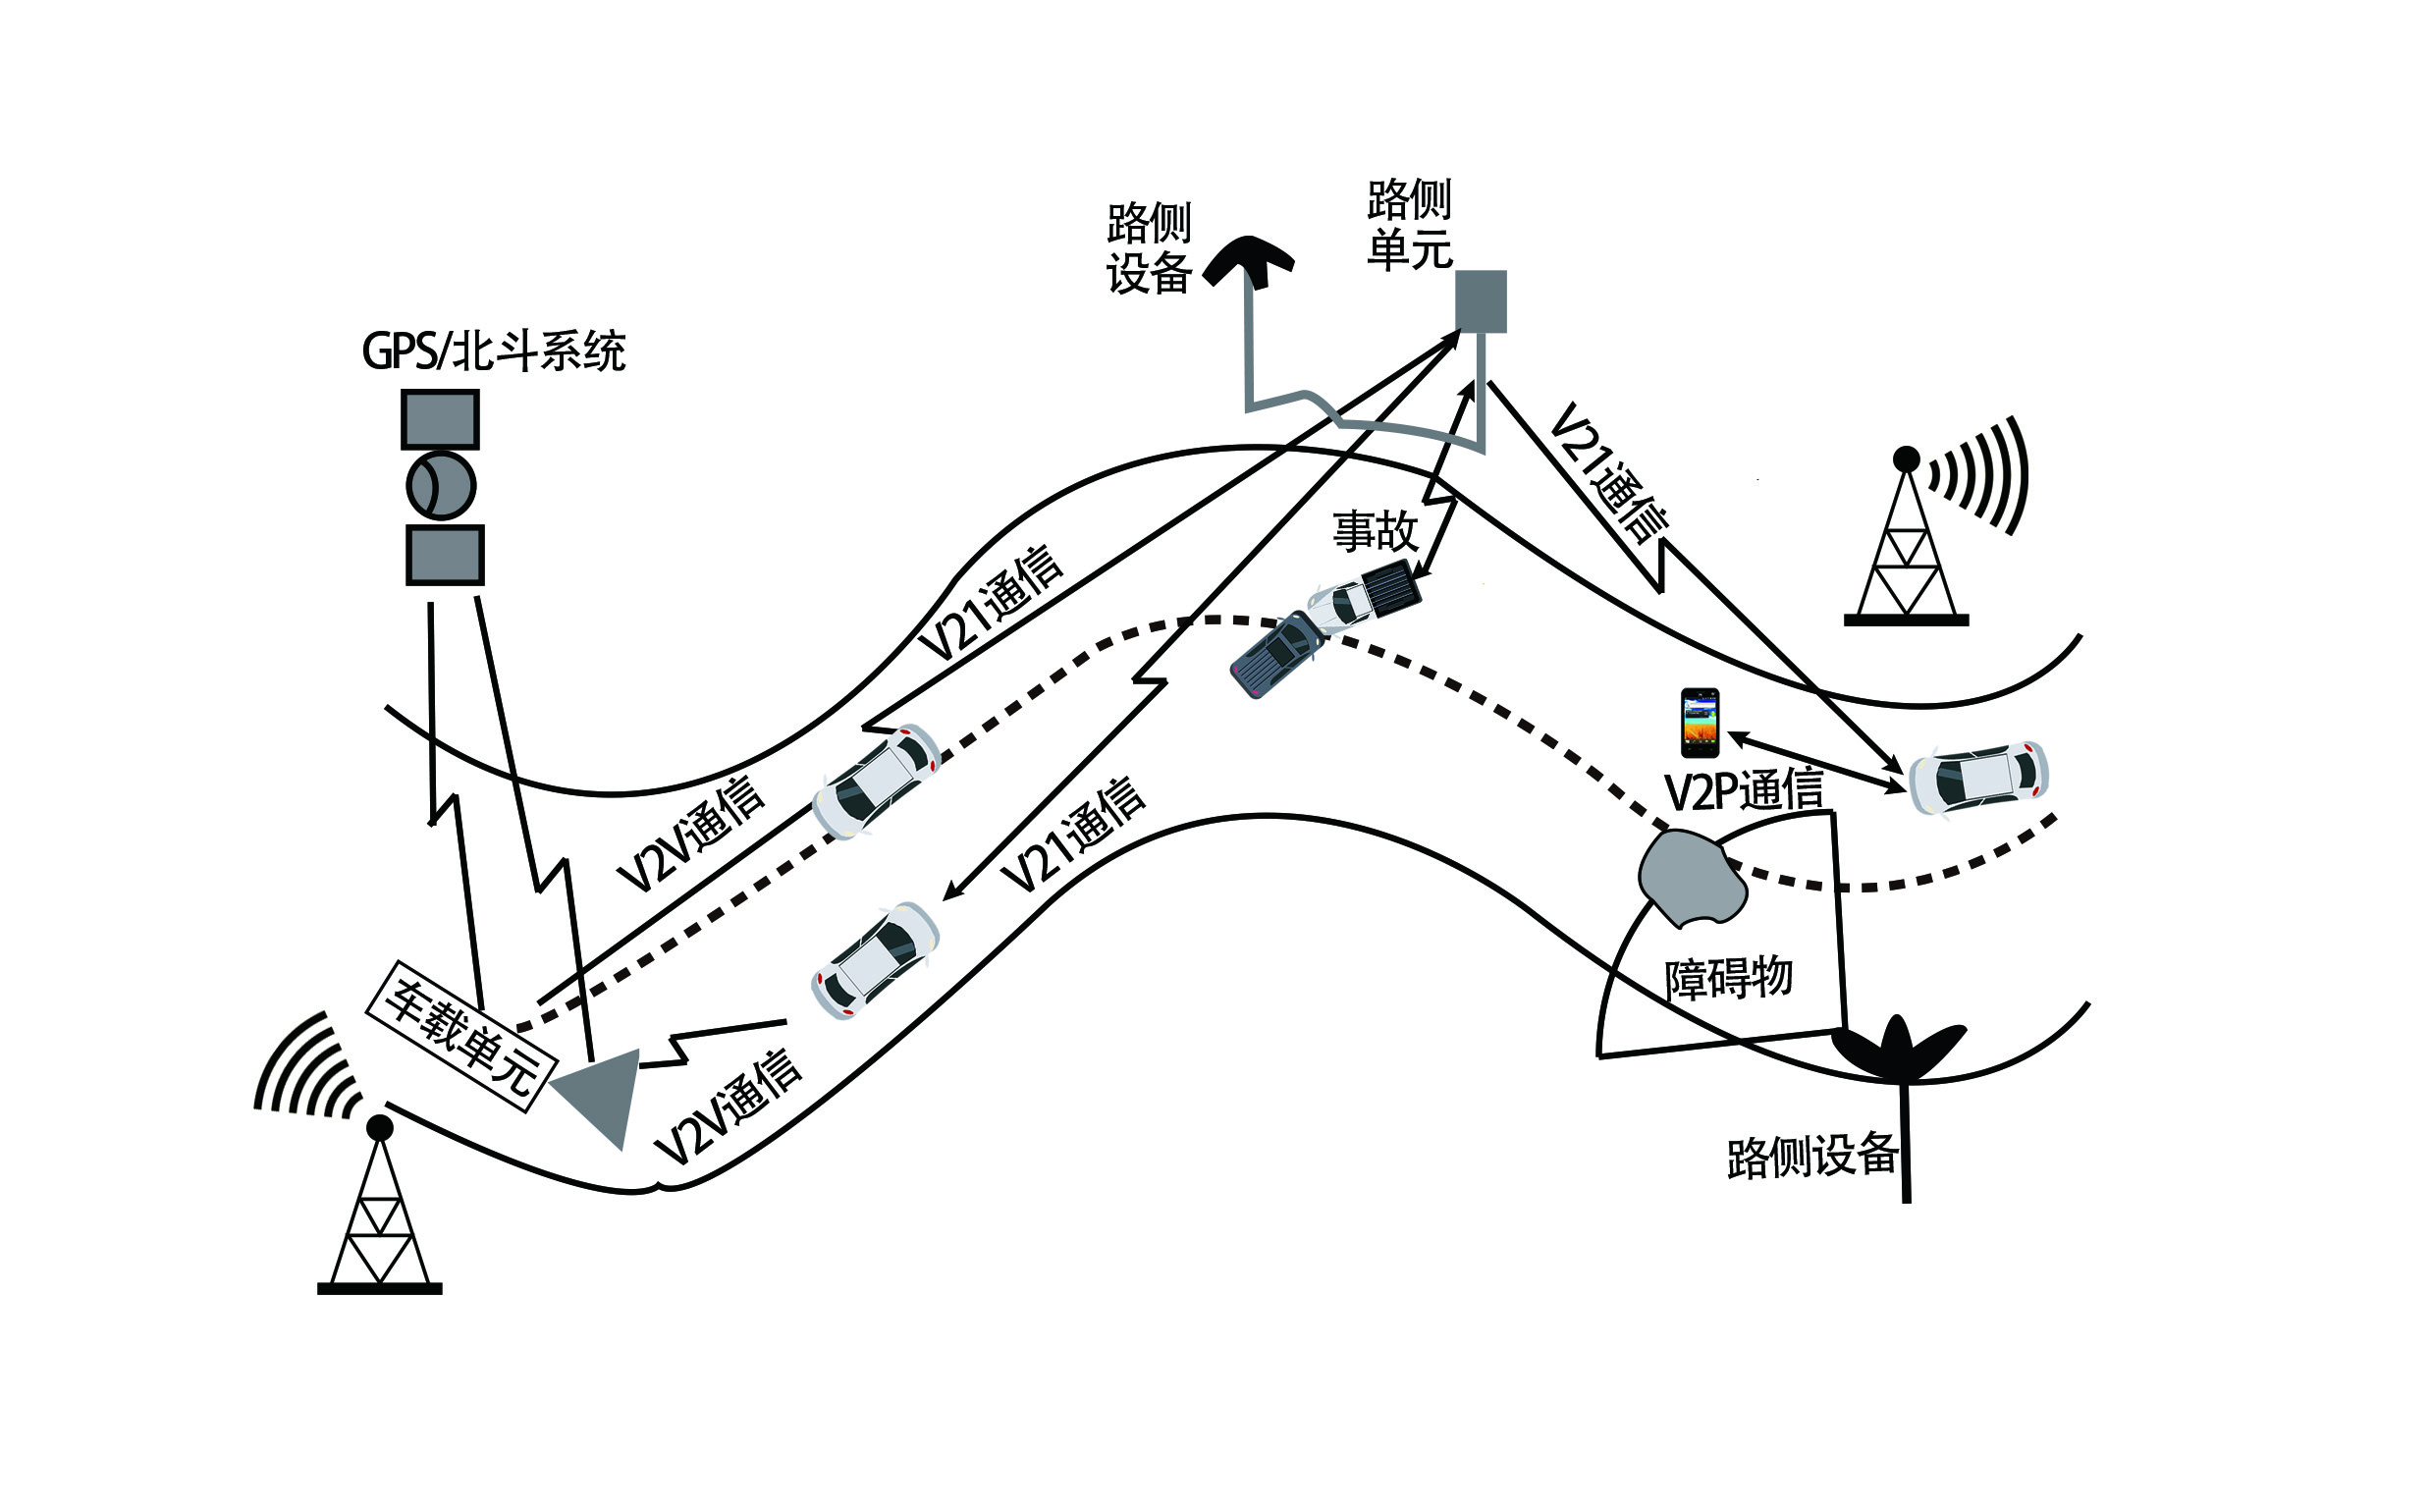 路侧
设备
路侧
单元
GPS/北斗系统
V21通信
事故
V21通信
V2V通信
V21通信
V2P通信
障碍物
车载单元
V2V通信
路侧设备